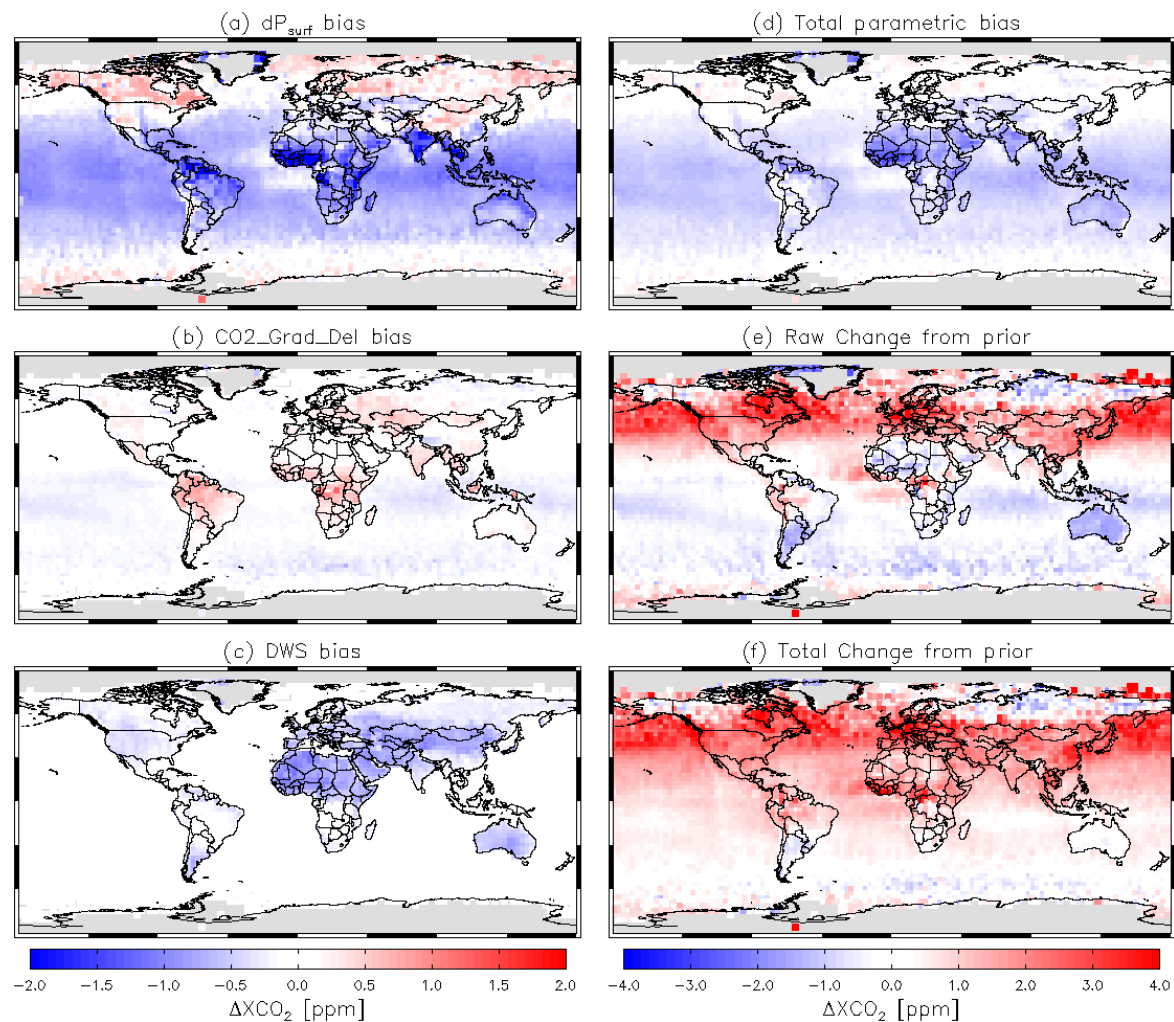 (a) dPsurf bias
(d) Total parametric bias
(b) CO2_Grad_Del bias
(e) Raw Change from prior
(c) DWS bias
(f) Total Change from prior
-2.0 -1.5 -1.0 -0.5 0.0 0.5 1.0 1.5 2.0
ΔXCO₂ [ppm]
-4.0 -3.0 -2.0 -1.0 0.0 1.0 2.0 3.0 4.0
ΔXCO₂ [ppm]